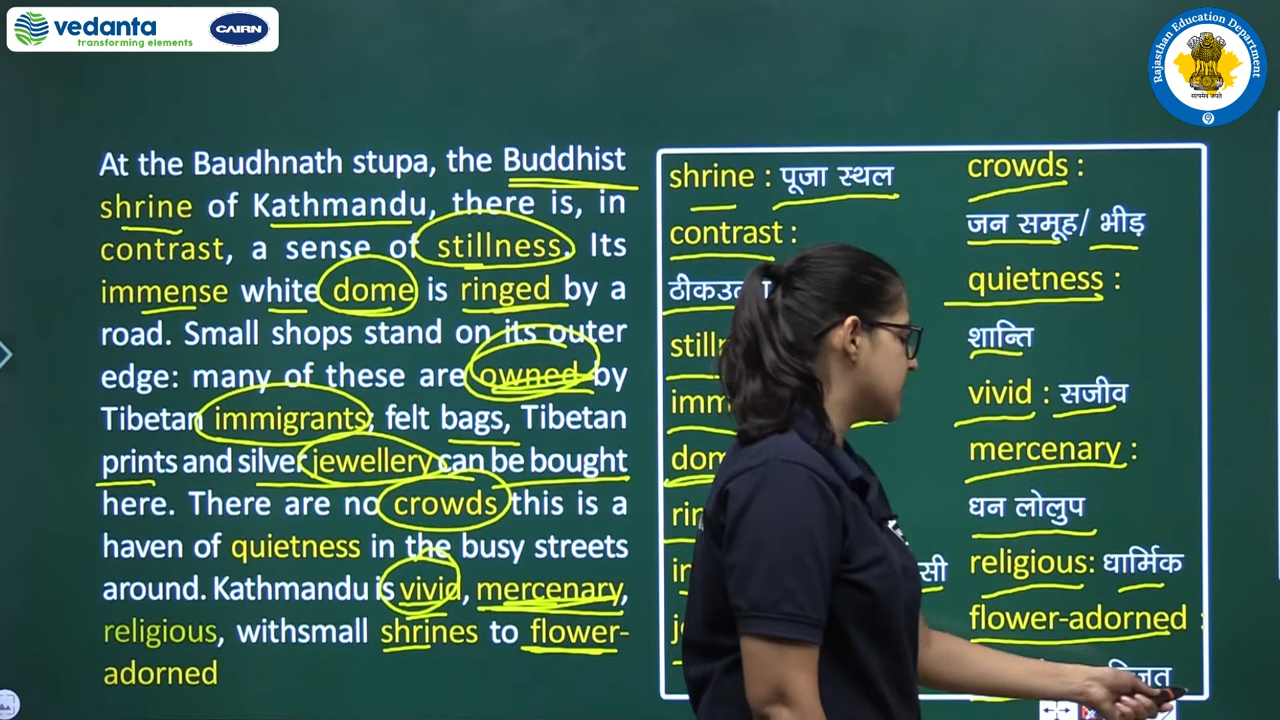 vedanta
transforming elements
CAIRN
Rajasthan Education Department
सत्यमेव जयते
At the Baudhnath stupa, the Buddhist
shrine of Kathmandu, there is, in
contrast, a sense of stillness. Its
immense white dome is ringed by a
road. Small shops stand on its outer
edge: many of these are owned by
Tibetan immigrants; felt bags, Tibetan
prints and silver jewellery can be bought
here. There are no crowds this is a
haven of quietness in the busy streets
around. Kathmandu is vivid, mercenary,
religious, withsmall shrines to flower-
adorned
shrine : पूजा स्थल
contrast :
crowds :
जन समूह/ भीड़
quietness :
शान्ति
vivid : सजीव
mercenary :
धन लोलुप
religious: धार्मिक
flower-adorned :